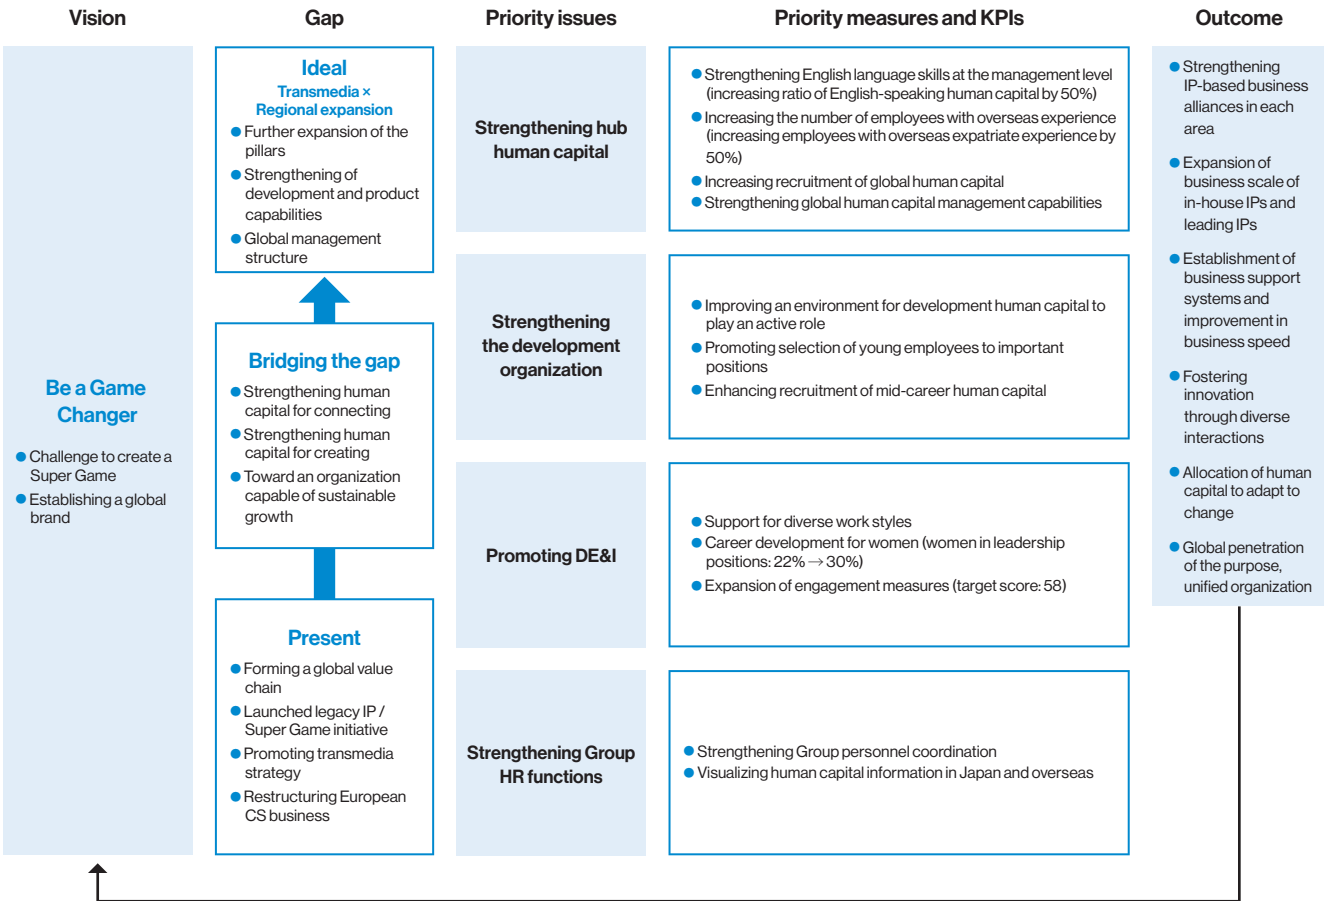 Vision
Gap
Priority issues
Priority measures and KPIs
Outcome
Be a Game
Changer
● Challenge to create a
Super Game
● Establishing a global
brand
Ideal
Transmedia ×
Regional expansion
● Further expansion of the
pillars
● Strengthening of
development and product
capabilities
● Global management
structure
Bridging the gap
● Strengthening human
capital for connecting
● Strengthening human
capital for creating
● Toward an organization
capable of sustainable
growth
Present
● Forming a global value
chain
● Launched legacy IP /
Super Game initiative
● Promoting transmedia
strategy
● Restructuring European
CS business
Strengthening hub
human capital
● Strengthening English language skills at the management level
(increasing ratio of English-speaking human capital by 50%)
● Increasing the number of employees with overseas experience
(increasing employees with overseas expatriate experience by
50%)
● Increasing recruitment of global human capital
● Strengthening global human capital management capabilities
Strengthening
the development
organization
● Improving an environment for development human capital to
play an active role
● Promoting selection of young employees to important
positions
● Enhancing recruitment of mid-career human capital
Promoting DE&I
● Support for diverse work styles
● Career development for women (women in leadership
positions: 22% → 30%)
● Expansion of engagement measures (target score: 58)
Strengthening Group
HR functions
● Strengthening Group personnel coordination
● Visualizing human capital information in Japan and overseas
● Strengthening
IP-based business
alliances in each
area
● Expansion of
business scale of
in-house IPs and
leading IPs
● Establishment of
business support
systems and
improvement in
business speed
● Fostering
innovation
through diverse
interactions
● Allocation of human
capital to adapt to
change
● Global penetration
of the purpose,
unified organization